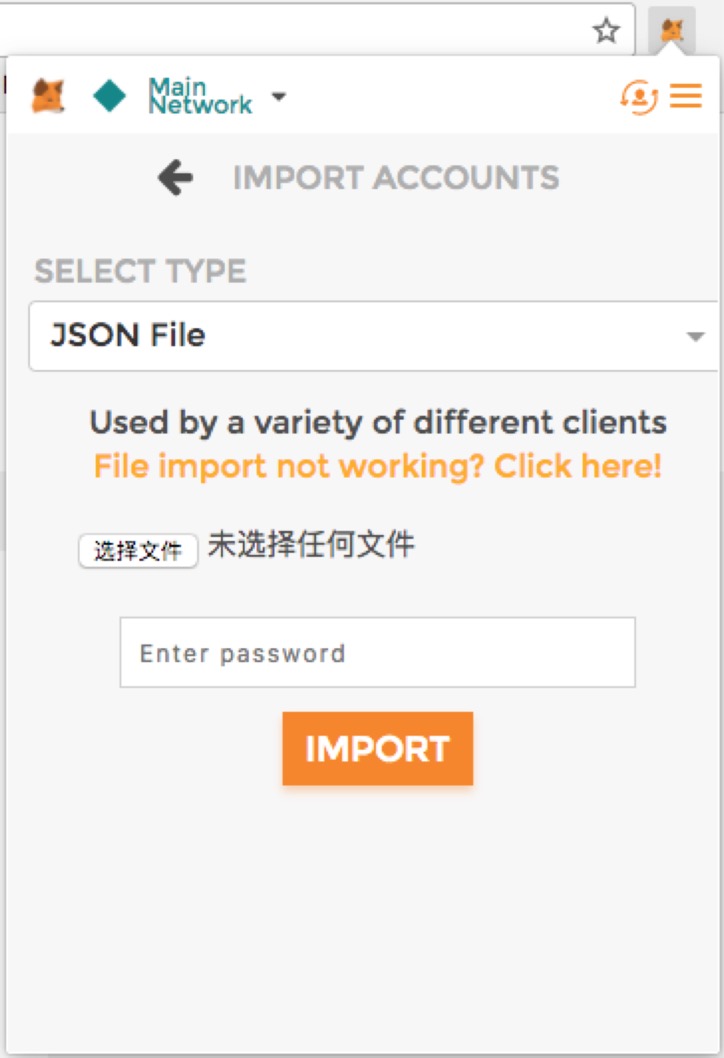 Main
Network
IMPORT ACCOUNTS
SELECT TYPE
JSON File
Used by a variety of different clients
File import not working? Click here!
选择文件 未选择任何文件
Enter password
IMPORT